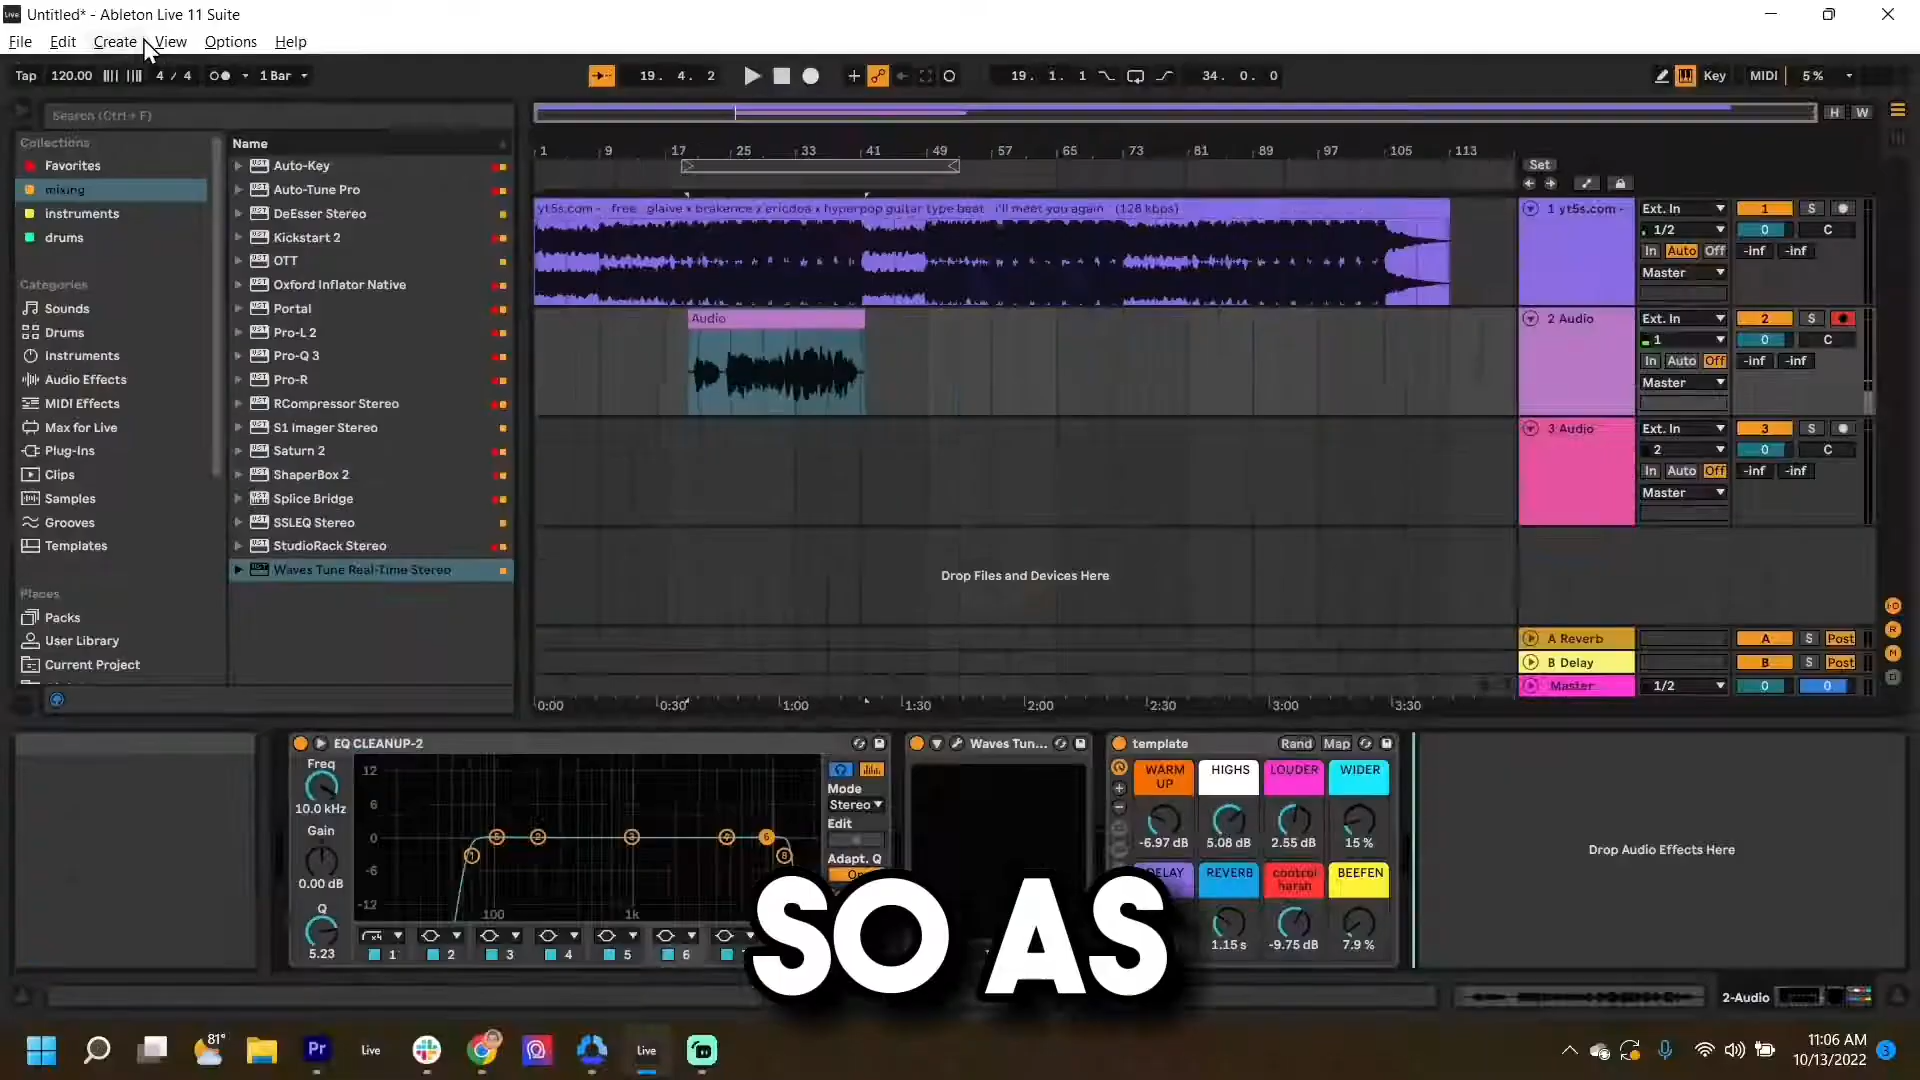 Untitled* - Ableton Live 11 Suite
File Edit Create View Options Help
Tap 120.00 4 / 4 1 Bar 19. 4. 2 19. 1. 1 34. 0. 0 Key MIDI 5 %
Search (Ctrl + F)
H W
Collections
Favorites
mixing
instruments
drums
Categories
Sounds
Drums
Instruments
Audio Effects
MIDI Effects
Max for Live
Plug-Ins
Clips
Samples
Grooves
Templates
Places
Packs
User Library
Current Project
Name
Auto-Key
Auto-Tune Pro
DeEsser Stereo
Kickstart 2
OTT
Oxford Inflator Native
Portal
Pro-L 2
Pro-Q 3
Pro-R
RCompressor Stereo
S1 Imager Stereo
Saturn 2
ShaperBox 2
Splice Bridge
SSLEQ Stereo
StudioRack Stereo
Waves Tune Real-Time Stereo
1 9 17 25 33 41 49 57 65 73 81 89 97 105 113
Set
yt5s.com - free glaive x brakence x ericdoa x hyperpop guitar type beat i'll meet you again (128 kbps)
1 yt5s.com - Ext. In 1 S
1/2 0 C
In Auto Off -inf -inf
Master
Audio
2 Audio Ext. In 2 S
1 0 C
In Auto Off -inf -inf
Master
3 Audio Ext. In 3 S
2 0 C
In Auto Off -inf -inf
Master
Drop Files and Devices Here
A Reverb A S Post
B Delay B S Post
Master 1/2 0 0
0:00 0:30 1:00 1:30 2:00 2:30 3:00 3:30
EQ CLEANUP-2
Freq
10.0 kHz
Gain
0.00 dB
Q
5.23
12
6
0
-6
-12
100 1k
1 2 3 4 5 6
Mode
Stereo
Edit
Adapt. Q
Waves Tun...
template Rand Map
WARM UP HIGHS LOUDER WIDER
-6.97 dB 5.08 dB 2.55 dB 15 %
REVERB control harsh BEEFEN
1.15 s -9.75 dB 7.9 %
Drop Audio Effects Here
SO AS
2-Audio
81°
Pr Live Live
11:06 AM
10/13/2022
3